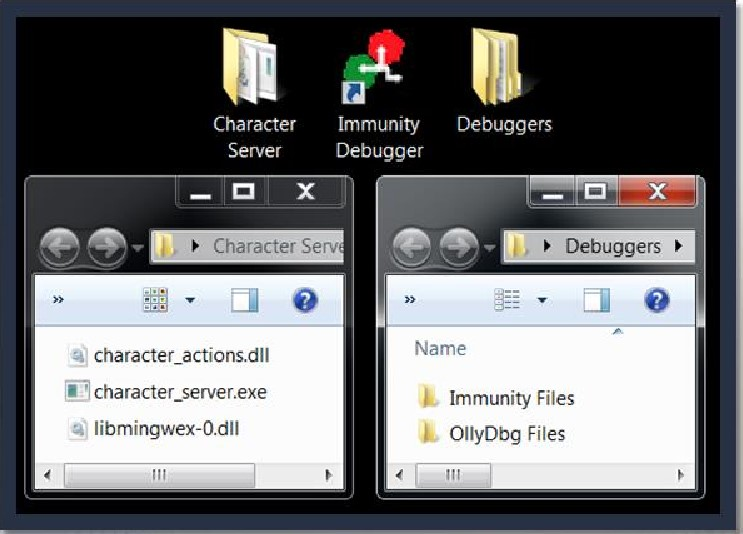 Character
Server
Immunity
Debugger
Debuggers
Character Serve
Debuggers
Name
character_actions.dll
character_server.exe
libmingwex-0.dll
Immunity Files
OllyDbg Files